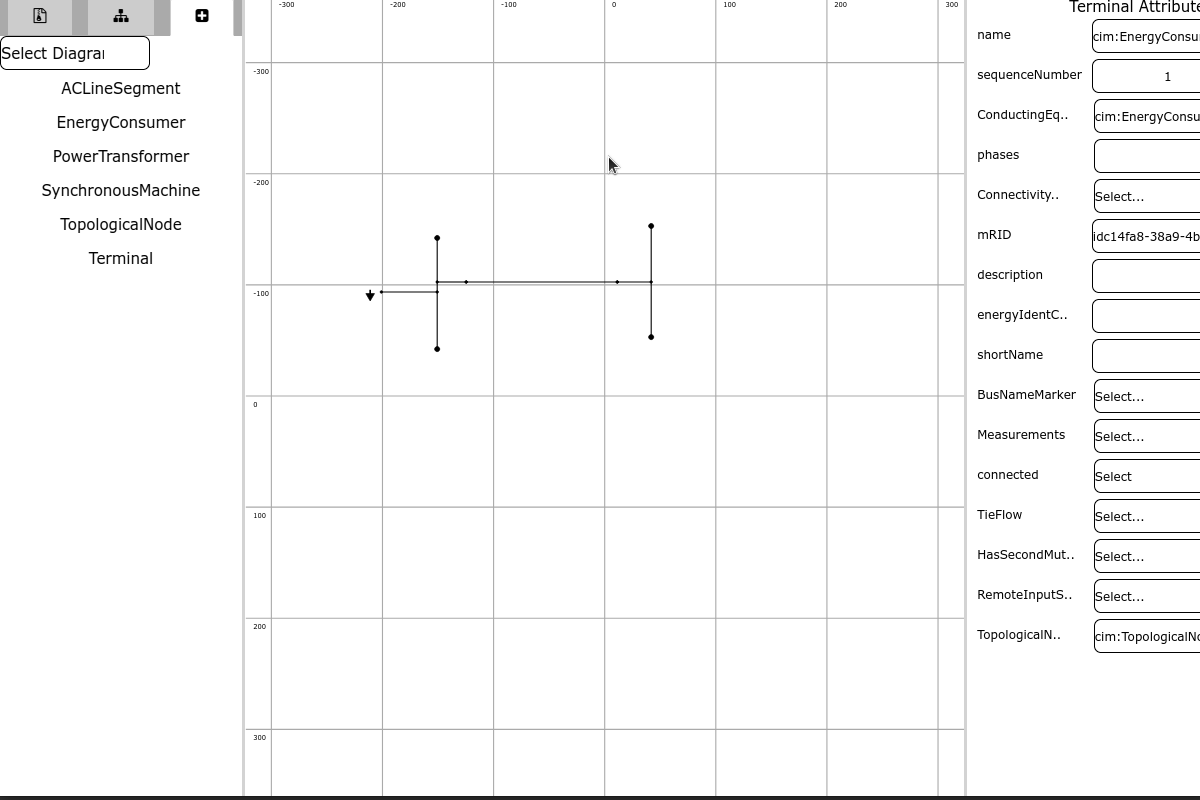 -300 -200 -100 0 100 200 300
Terminal Attribute
Select Diagra
ACLineSegment
EnergyConsumer
PowerTransformer
SynchronousMachine
TopologicalNode
Terminal
-300
-200
-100
0
100
200
300
name cim:EnergyConsu
sequenceNumber 1
ConductingEq.. cim:EnergyConsu
phases
Connectivity.. Select...
mRID idc14fa8-38a9-4b
description
energyIdentC..
shortName
BusNameMarker Select...
Measurements Select...
connected Select
TieFlow Select...
HasSecondMut.. Select...
RemoteInputS.. Select...
TopologicalN.. cim:TopologicalNo